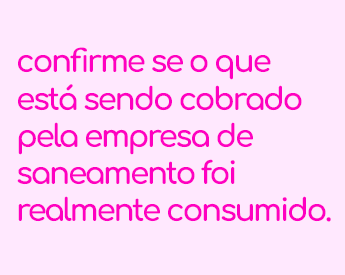 confirme se o que
está sendo cobrado
pela empresa de
saneamento foi
realmente consumido.